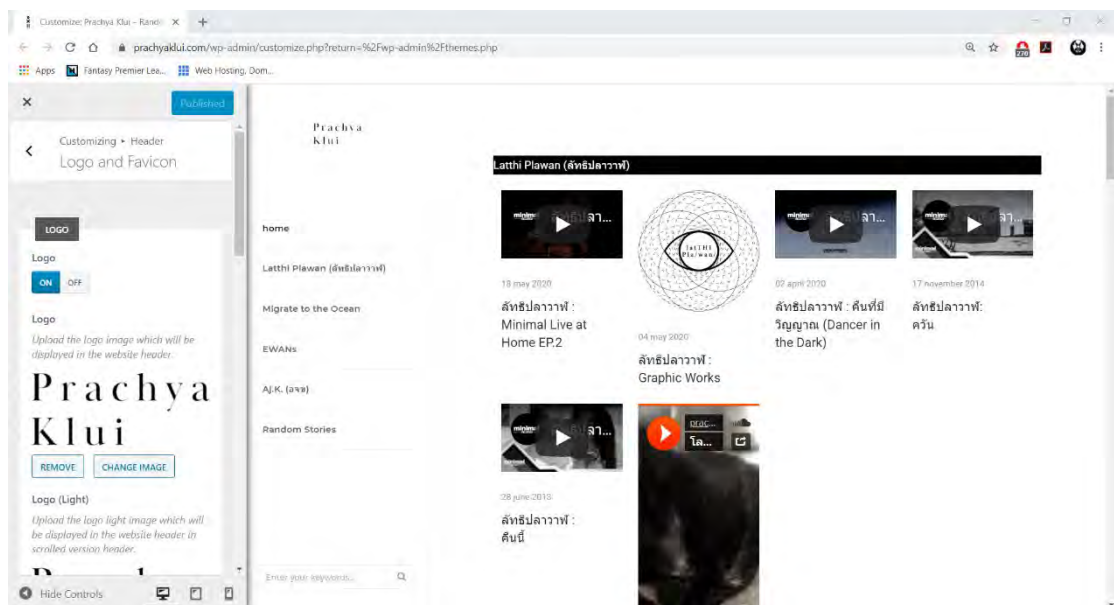 Customize: Prachya Klui – Rando
prachyaklui.com/wp-admin/customize.php?return=%2Fwp-admin%2Fthemes.php
270
Apps
Fantasy Premier Lea...
Web Hosting, Dom...
Published
Customizing ▸ Header
Logo and Favicon
LOGO
Logo
ON OFF
Logo
Upload the logo image which will be
displayed in the website header.
Prachya
Klui
REMOVE CHANGE IMAGE
Logo (Light)
Upload the logo light image which will
be displayed in the website header in
scrolled version header.
Hide Controls
Prachya
Klui
home
Latthi Plawan (ลัทธิปลาวาฬ)
Migrate to the Ocean
EWANs
AJ.K. (อจข)
Random Stories
Enter your keywords...
Latthi Plawan (ลัทธิปลาวาฬ)
18 may 2020
ลัทธิปลาวาฬ :
Minimal Live at
Home EP.2
latTHI
Pla/wan/
04 may 2020
ลัทธิปลาวาฬ :
Graphic Works
02 april 2020
ลัทธิปลาวาฬ : คืนที่มี
วิญญาณ (Dancer in
the Dark)
17 november 2014
ลัทธิปลาวาฬ:
ควัน
28 june 2013
ลัทธิปลาวาฬ :
คืนนี้
prac...
โล...